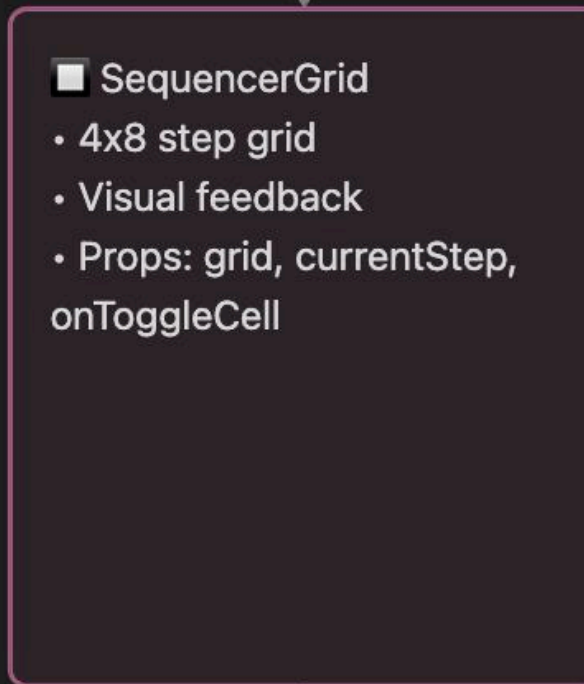 🔲 SequencerGrid
• 4x8 step grid
• Visual feedback
• Props: grid, currentStep,
onToggleCell